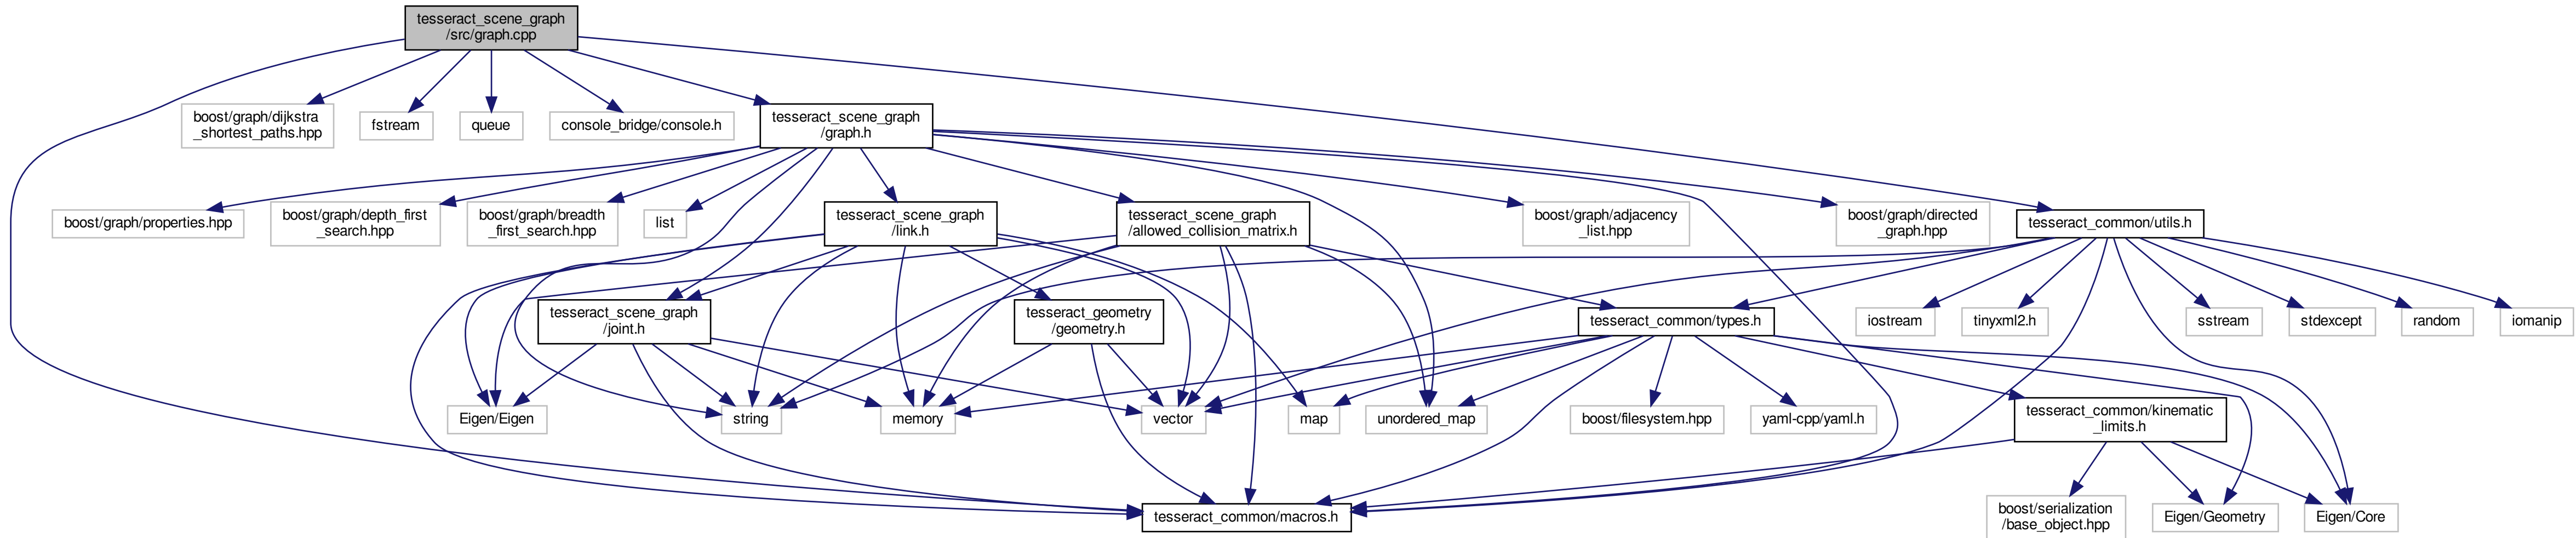 tesseract_scene_graph
/src/graph.cpp
boost/graph/dijkstra
_shortest_paths.hpp
fstream
queue
console_bridge/console.h
tesseract_scene_graph
/graph.h
boost/graph/properties.hpp
boost/graph/depth_first
_search.hpp
boost/graph/breadth
_first_search.hpp
list
tesseract_scene_graph
/link.h
tesseract_scene_graph
/allowed_collision_matrix.h
boost/graph/adjacency
_list.hpp
boost/graph/directed
_graph.hpp
tesseract_common/utils.h
tesseract_scene_graph
/joint.h
tesseract_geometry
/geometry.h
tesseract_common/types.h
iostream
tinyxml2.h
sstream
stdexcept
random
iomanip
Eigen/Eigen
string
memory
vector
map
unordered_map
boost/filesystem.hpp
yaml-cpp/yaml.h
tesseract_common/kinematic
_limits.h
tesseract_common/macros.h
boost/serialization
/base_object.hpp
Eigen/Geometry
Eigen/Core